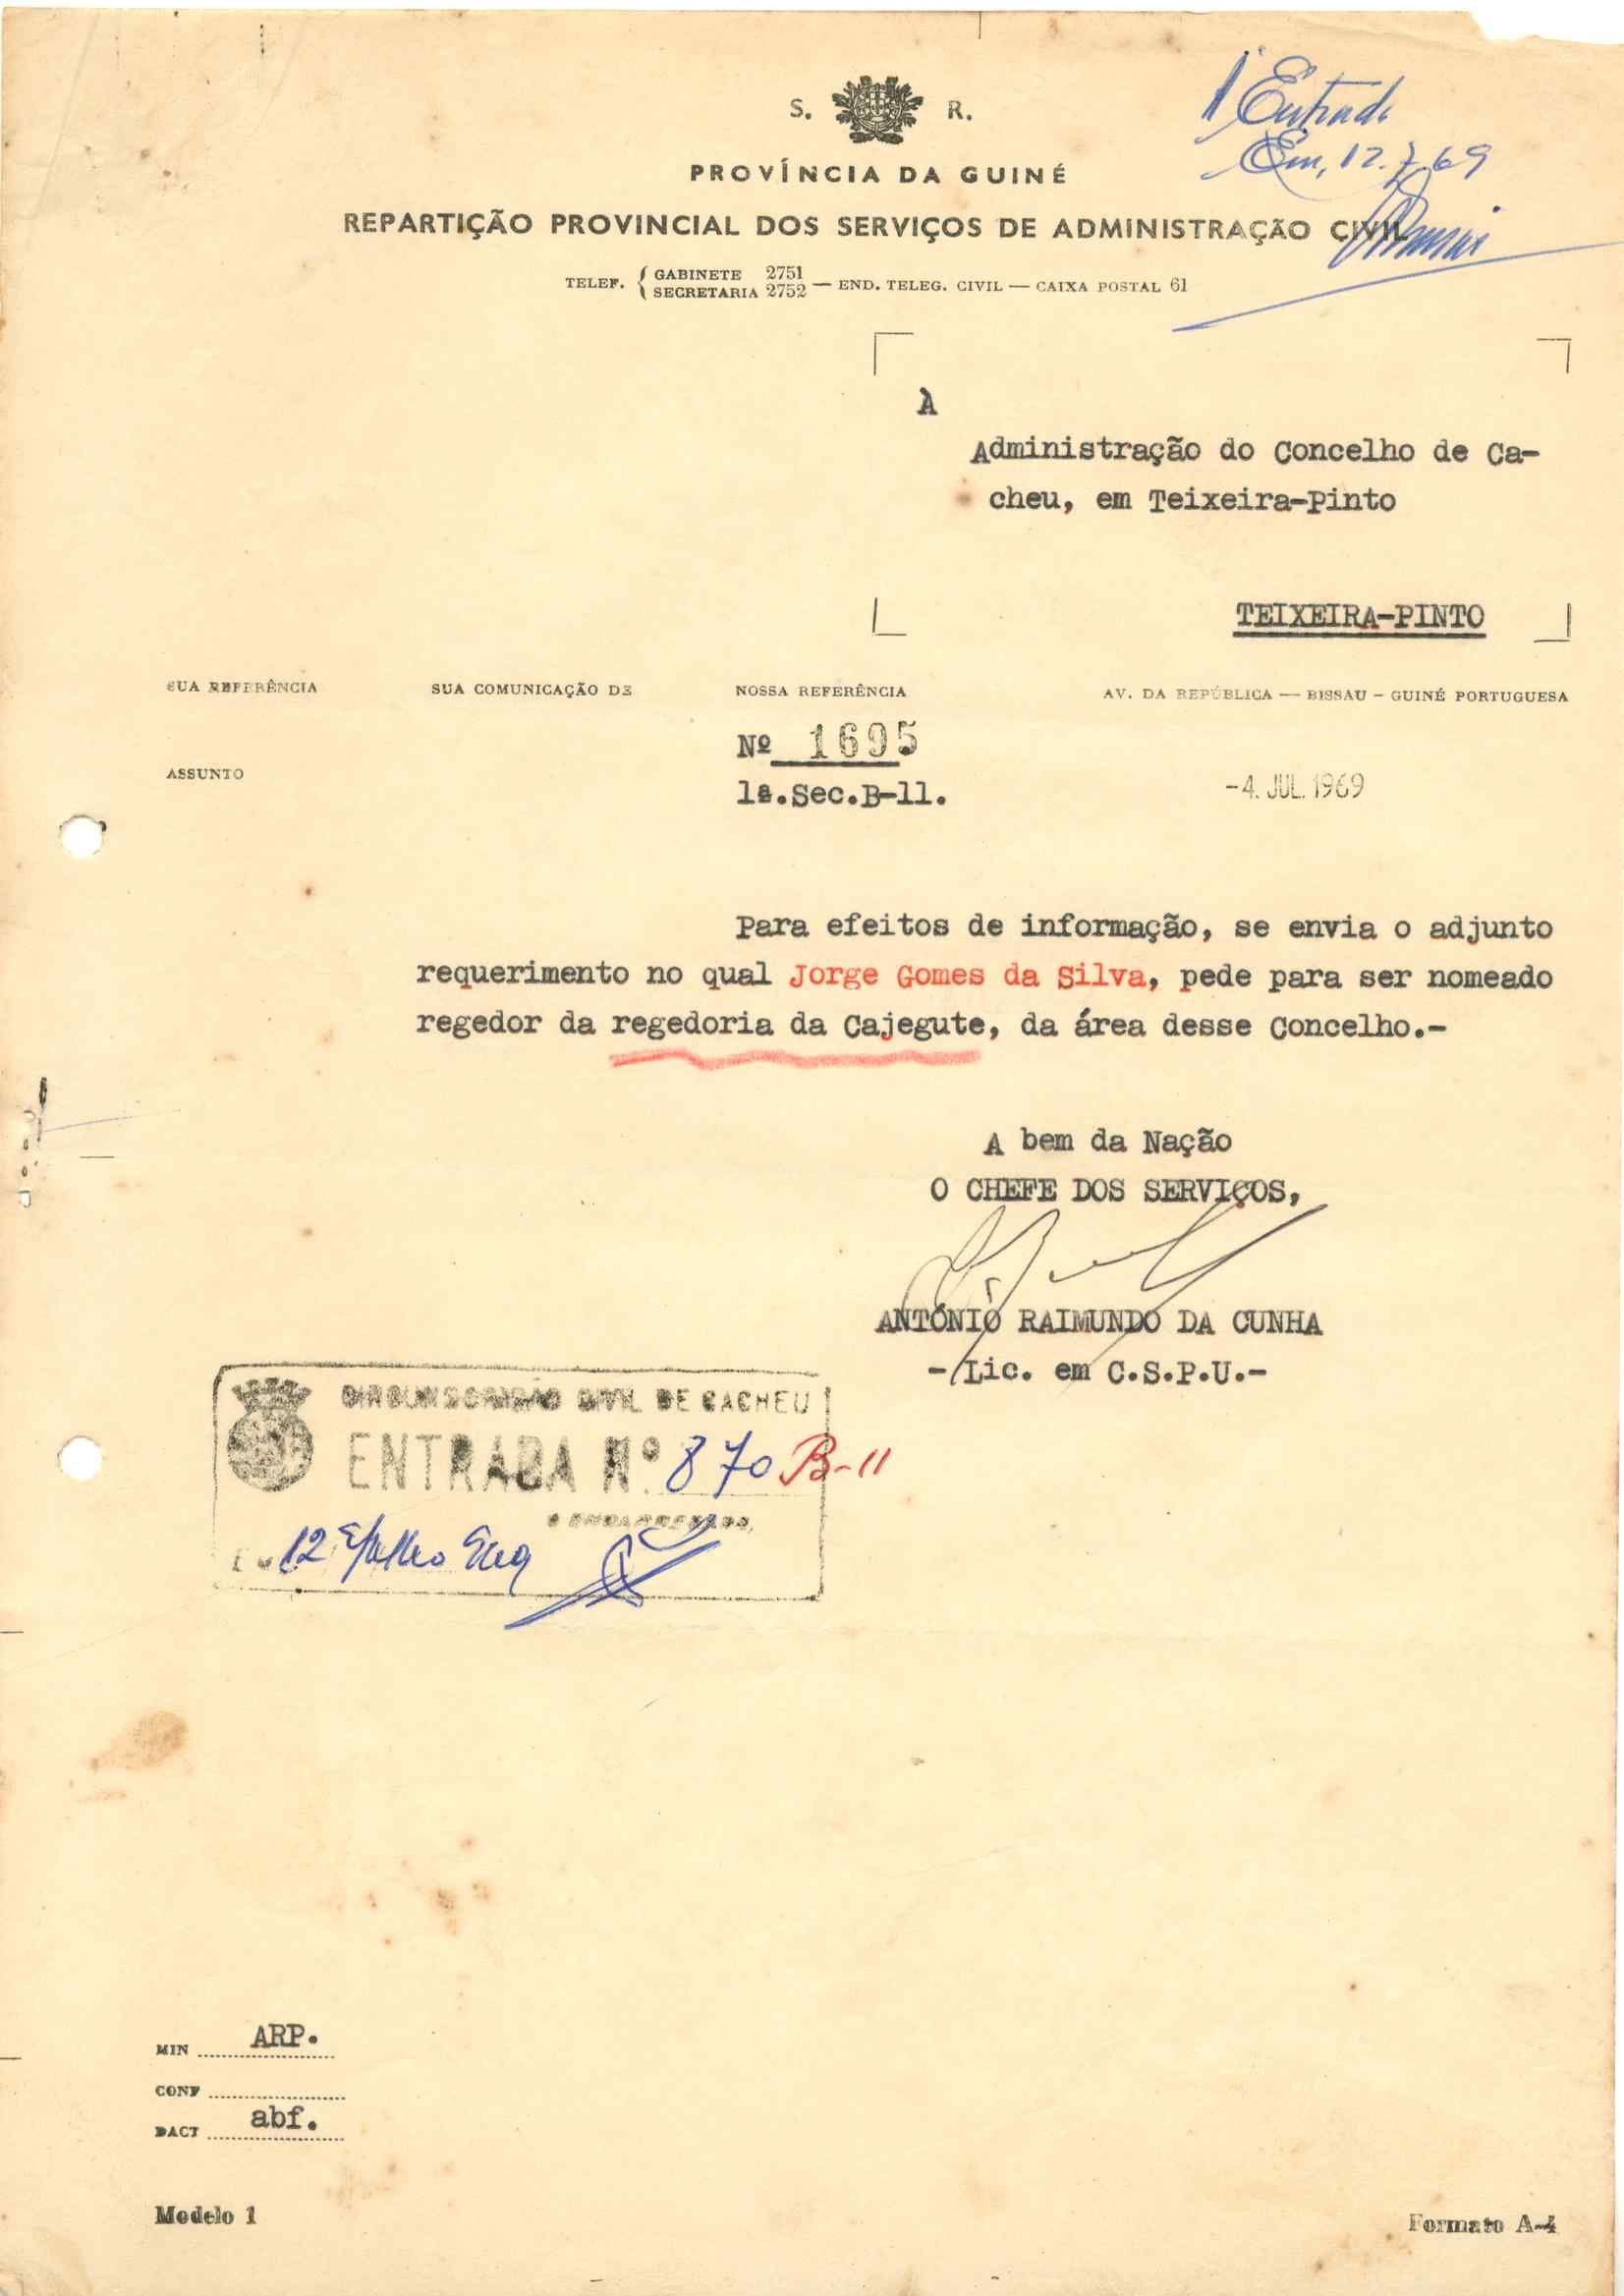 À Entrada
Em, 12.7.69
S. R.
PROVÍNCIA DA GUINÉ
REPARTIÇÃO PROVINCIAL DOS SERVIÇOS DE ADMINISTRAÇÃO CIVIL
TELEF. { GABINETE 2751 SECRETARIA 2752 — END. TELEG. CIVIL — CAIXA POSTAL 61
À
Administração do Concelho de Ca-
cheu, em Teixeira-Pinto
TEIXEIRA-PINTO
SUA REFERÊNCIA SUA COMUNICAÇÃO DE NOSSA REFERÊNCIA AV. DA REPÚBLICA — BISSAU – GUINÉ PORTUGUESA
Nº 1695
ASSUNTO
1ª.Sec.B-11. -4. JUL. 1969
Para efeitos de informação, se envia o adjunto
requerimento no qual Jorge Gomes da Silva, pede para ser nomeado
regedor da regedoria da Cajegute, da área desse Concelho.-
A bem da Nação
O CHEFE DOS SERVIÇOS,
ANTÓNIO RAIMUNDO DA CUNHA
-Lic. em C.S.P.U.-
CIRCUNSCRIÇÃO CIVIL DE CACHEU
ENTRADA Nº. 870 B-11
12 Julho
MIN ARP.
CONF
DACT abf.
Modelo 1 Formato A-4